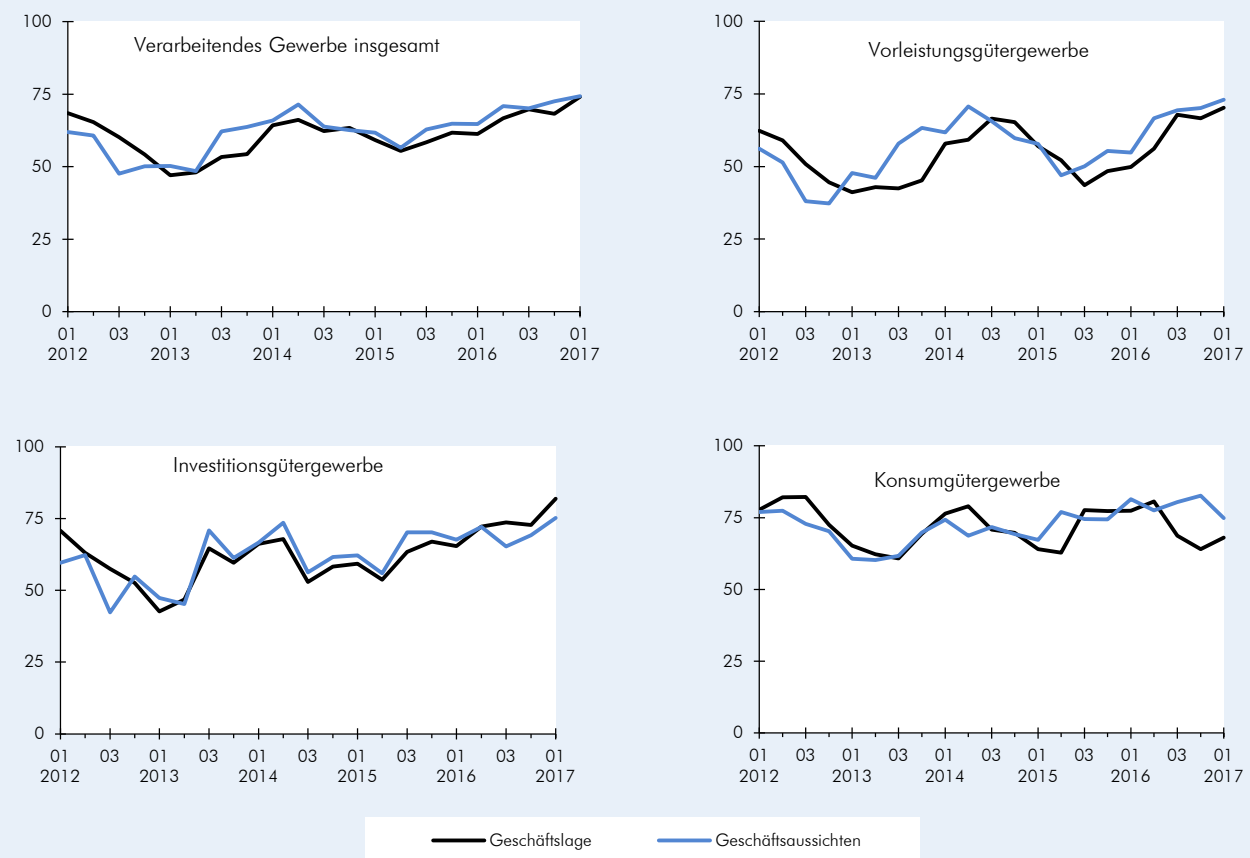 Verarbeitendes Gewerbe insgesamt
100
75
50
25
0
01 03 01 03 01 03 01 03 01 03 01
2012 2013 2014 2015 2016 2017
Vorleistungsgütergewerbe
100
75
50
25
0
01 03 01 03 01 03 01 03 01 03 01
2012 2013 2014 2015 2016 2017
Investitionsgütergewerbe
100
75
50
25
0
01 03 01 03 01 03 01 03 01 03 01
2012 2013 2014 2015 2016 2017
Konsumgütergewerbe
100
75
50
25
0
01 03 01 03 01 03 01 03 01 03 01
2012 2013 2014 2015 2016 2017
Geschäftslage Geschäftsaussichten